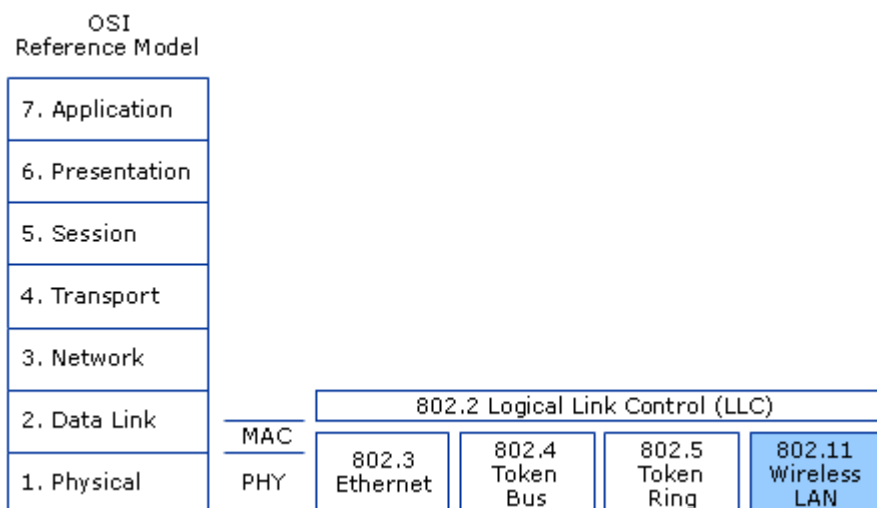 OSI
Reference Model
7. Application
6. Presentation
5. Session
4. Transport
3. Network
2. Data Link
1. Physical
MAC
PHY
802.2 Logical Link Control (LLC)
802.3
Ethernet
802.4
Token
Bus
802.5
Token
Ring
802.11
Wireless
LAN